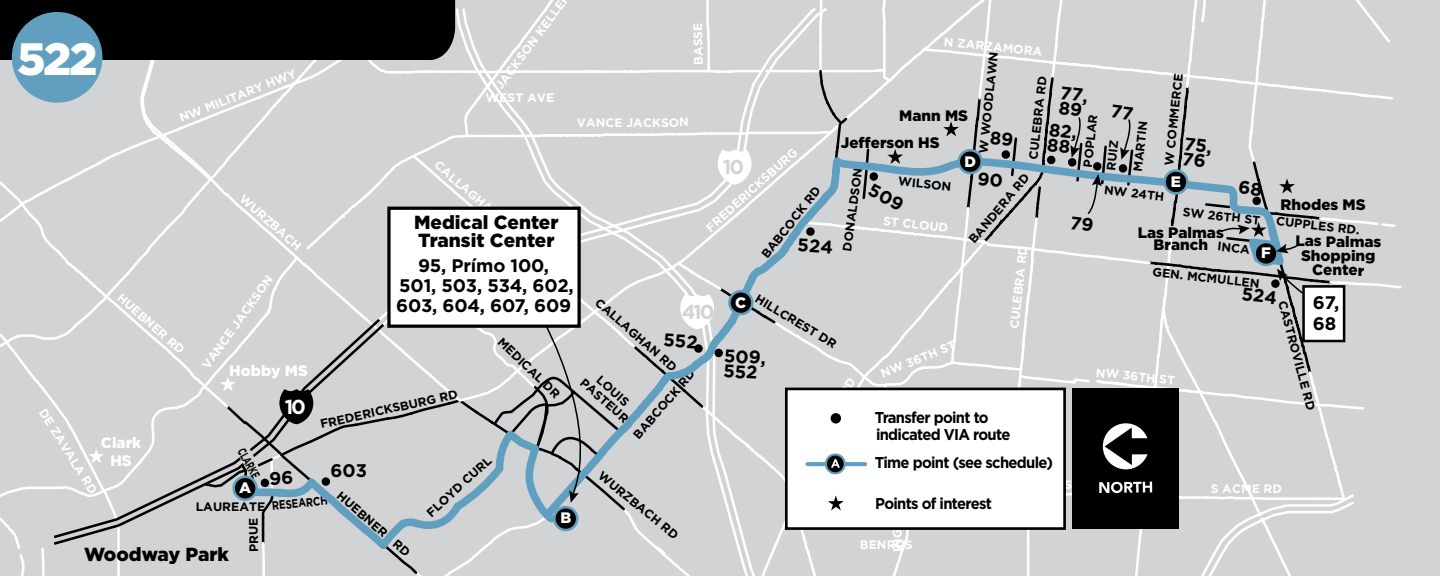 522
N ZARZAMORA
JACKSON KELLER
BASSE
NW MILITARY HWY
WEST AVE
VANCE JACKSON
10
W WOODLAWN
CULEBRA RD
77,
89
82,
88
POPLAR
77
RUIZ
MARTIN
W COMMERCE
75,
76
Mann MS
Jefferson HS
89
D
90
WILSON
509
DONALDSON
BANDERA RD
79
NW 24TH
E
68
Rhodes MS
SW 26TH ST
CUPPLES RD.
Las Palmas
Branch
INCA
F
Las Palmas
Shopping
Center
GEN. MCMULLEN
524
67,
68
CASTROVILLE RD
CALLAGHAN
FREDERICKSBURG
WURZBACH
BABCOCK RD
ST CLOUD
524
CULEBRA RD
Medical Center
Transit Center
95, Prímo 100,
501, 503, 534, 602,
603, 604, 607, 609
HUEBNER RD
VANCE JACKSON
410
C
HILLCREST DR
CALLAGHAN RD
552
509,
552
NW 36TH ST
NW 36TH ST
Hobby MS
10
FREDERICKSBURG RD
MEDICAL DR
LOUIS
PASTEUR
BABCOCK RD
DE ZAVALA RD
Clark
HS
CLARKE
A
96
603
LAUREATE
RESEARCH
PRUE
HUEBNER
RD
FLOYD CURL
B
WURZBACH RD
Woodway Park
Transfer point to
indicated VIA route
A
Time point (see schedule)
Points of interest
NORTH
S ACME RD